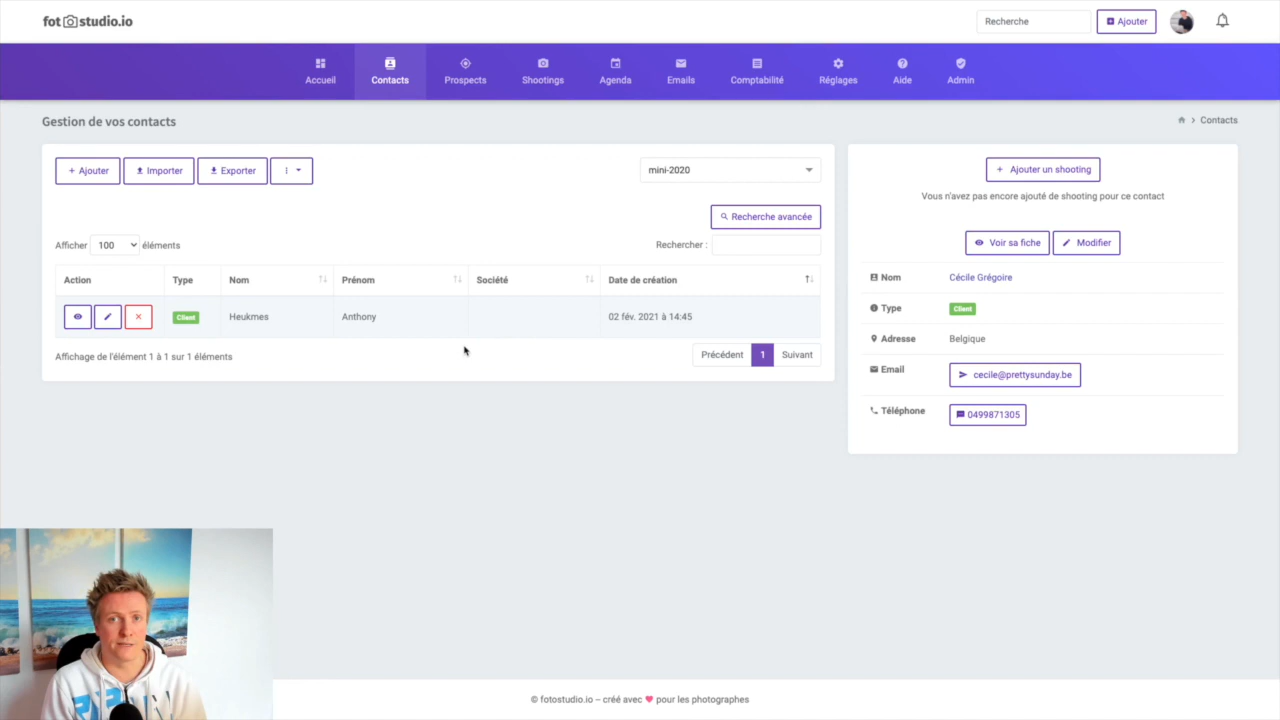 fotstudio.io
Recherche
Ajouter
Accueil
Contacts
Prospects
Shootings
Agenda
Emails
Comptabilité
Réglages
Aide
Admin
Gestion de vos contacts
> Contacts
+ Ajouter
Importer
Exporter
mini-2020
Recherche avancée
Afficher 100 éléments
Rechercher :
Action Type Nom Prénom Société Date de création
Client Heukmes Anthony 02 fév. 2021 à 14:45
Affichage de l'élément 1 à 1 sur 1 éléments
Précédent 1 Suivant
+ Ajouter un shooting
Vous n'avez pas encore ajouté de shooting pour ce contact
Voir sa fiche
Modifier
Nom Cécile Grégoire
Type Client
Adresse Belgique
Email cecile@prettysunday.be
Téléphone 0499871305
© fotostudio.io – créé avec ❤ pour les photographes